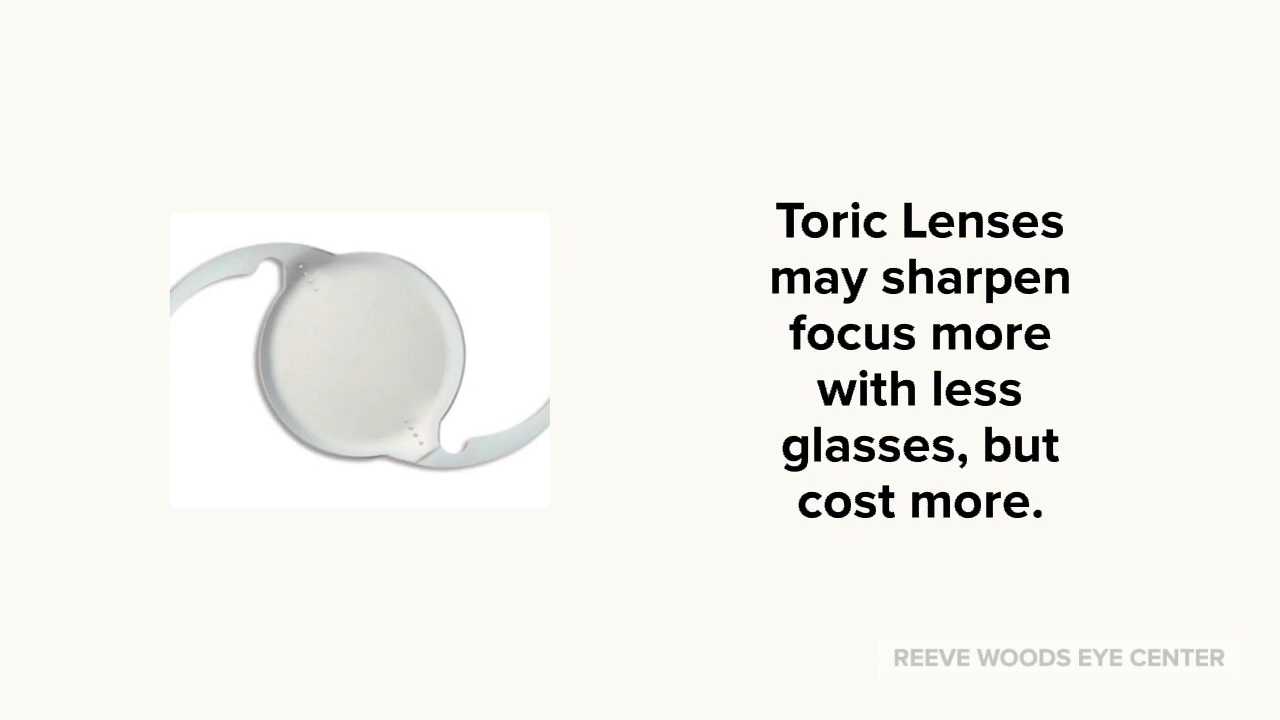 Toric Lenses
may sharpen
focus more
with less
glasses, but
cost more.
REEVE WOODS EYE CENTER